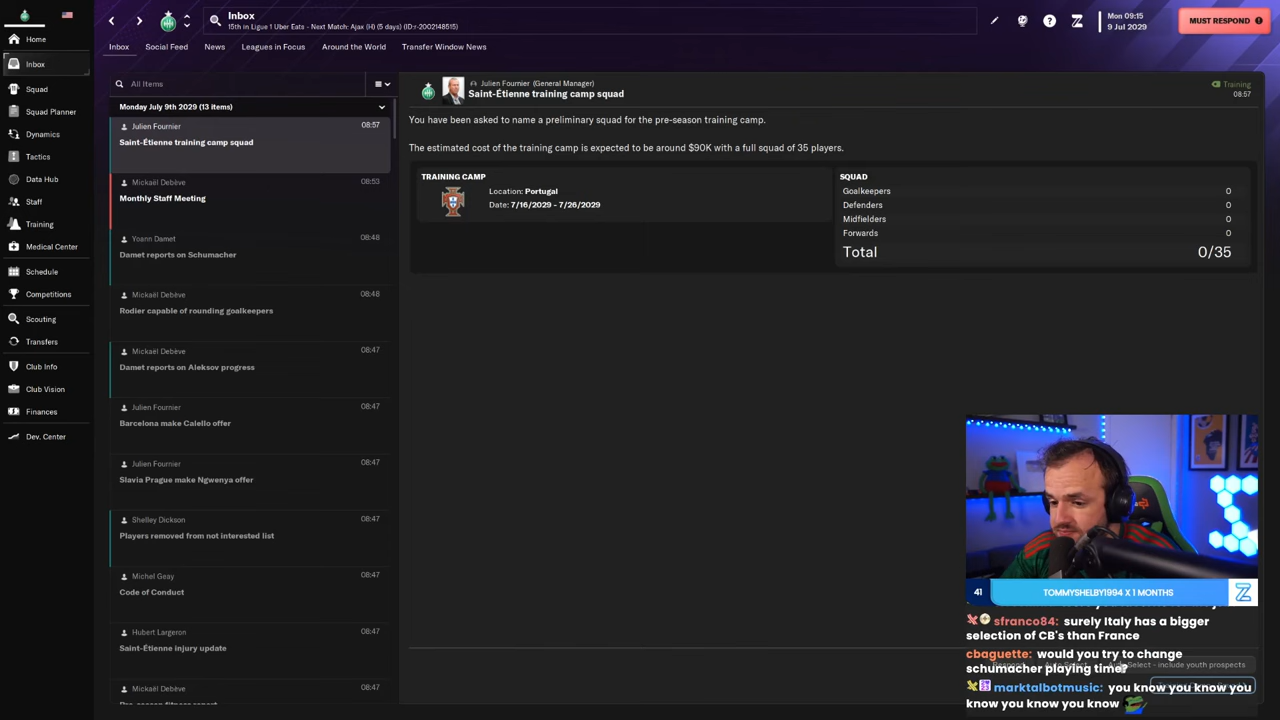 Inbox
15th in Ligue 1 Uber Eats - Next Match: Ajax (H) (5 days) (ID:r-2002148515)
Mon 09:15
9 Jul 2029
MUST RESPOND
Home
Inbox
Squad
Squad Planner
Dynamics
Tactics
Data Hub
Staff
Training
Medical Center
Schedule
Competitions
Scouting
Transfers
Club Info
Club Vision
Finances
Dev. Center
Inbox
Social Feed
News
Leagues in Focus
Around the World
Transfer Window News
All Items
Monday July 9th 2029 (13 items)
Julien Fournier
08:57
Saint-Étienne training camp squad
Mickaël Debève
08:53
Monthly Staff Meeting
Yoann Damet
08:48
Damet reports on Schumacher
Mickaël Debève
08:48
Rodier capable of rounding goalkeepers
Mickaël Debève
08:47
Damet reports on Aleksov progress
Julien Fournier
08:47
Barcelona make Calello offer
Julien Fournier
08:47
Slavia Prague make Ngwenya offer
Shelley Dickson
08:47
Players removed from not interested list
Michel Geay
08:47
Code of Conduct
Hubert Largeron
08:47
Saint-Étienne injury update
Mickaël Debève
08:47
Julien Fournier (General Manager)
Saint-Étienne training camp squad
Training
08:57
You have been asked to name a preliminary squad for the pre-season training camp.
The estimated cost of the training camp is expected to be around $90K with a full squad of 35 players.
TRAINING CAMP
Location: Portugal
Date: 7/16/2029 - 7/26/2029
SQUAD
Goalkeepers 0
Defenders 0
Midfielders 0
Forwards 0
Total 0/35
41
TOMMYSHELBY1994 X 1 MONTHS
sfranco84: surely Italy has a bigger
selection of CB's than France
cbaguette: would you try to change
schumacher playing time?
Select - include youth prospects
marktalbotmusic: you know you know you
know you know you know